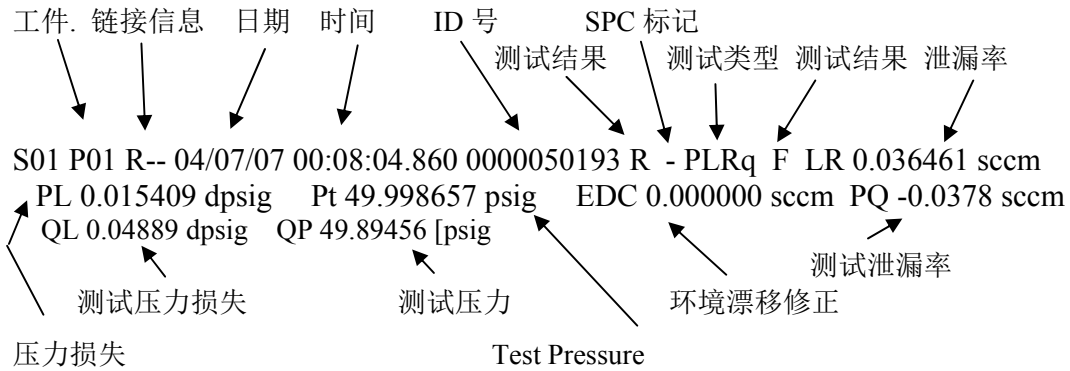 工件. 链接信息 日期 时间 ID 号 SPC 标记
测试结果 测试类型 测试结果 泄漏率
S01 P01 R-- 04/07/07 00:08:04.860 0000050193 R - PLRq F LR 0.036461 sccm
PL 0.015409 dpsig Pt 49.998657 psig EDC 0.000000 sccm PQ -0.0378 sccm
QL 0.04889 dpsig QP 49.89456 [psig
测试泄漏率
测试压力损失 测试压力 环境漂移修正
压力损失 Test Pressure